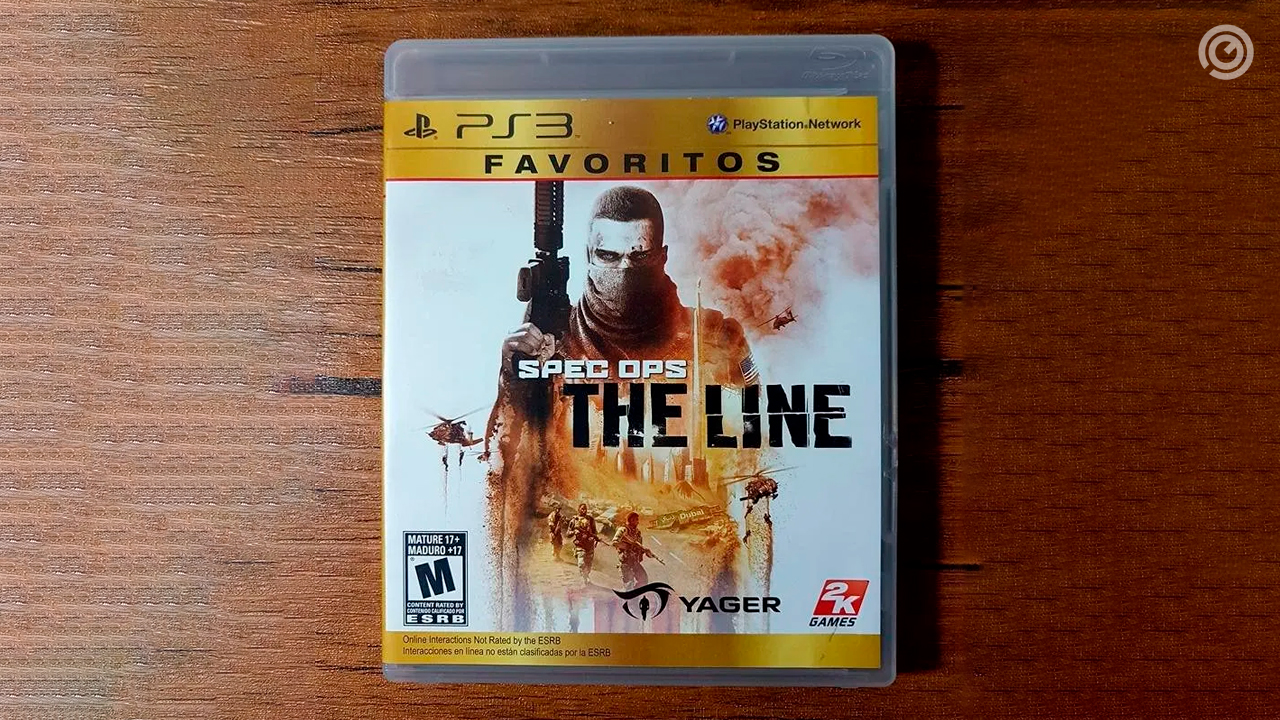 PS3
PlayStation®Network
FAVORITOS
SPEC OPS
THE LINE
Dubai
MATURE 17+
MADURO +17
M
CONTENT RATED BY
CONTENIDO CALIFICADO POR
ESRB
YAGER
2K
GAMES
Online Interactions Not Rated by the ESRB
Interacciones en línea no están clasificadas por la ESRB